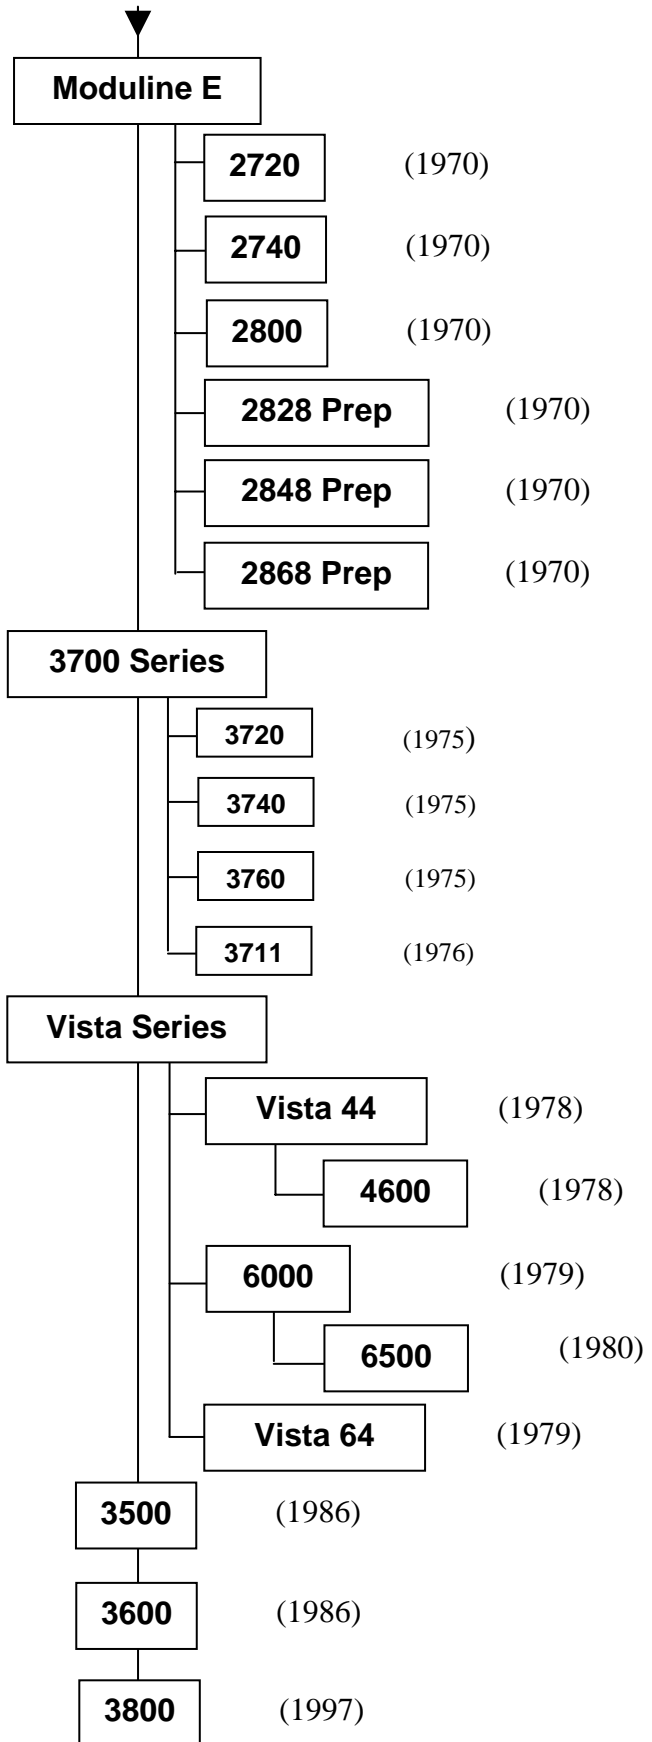 Moduline E
2720 (1970)
2740 (1970)
2800 (1970)
2828 Prep (1970)
2848 Prep (1970)
2868 Prep (1970)
3700 Series
3720 (1975)
3740 (1975)
3760 (1975)
3711 (1976)
Vista Series
Vista 44 (1978)
4600 (1978)
6000 (1979)
6500 (1980)
Vista 64 (1979)
3500 (1986)
3600 (1986)
3800 (1997)